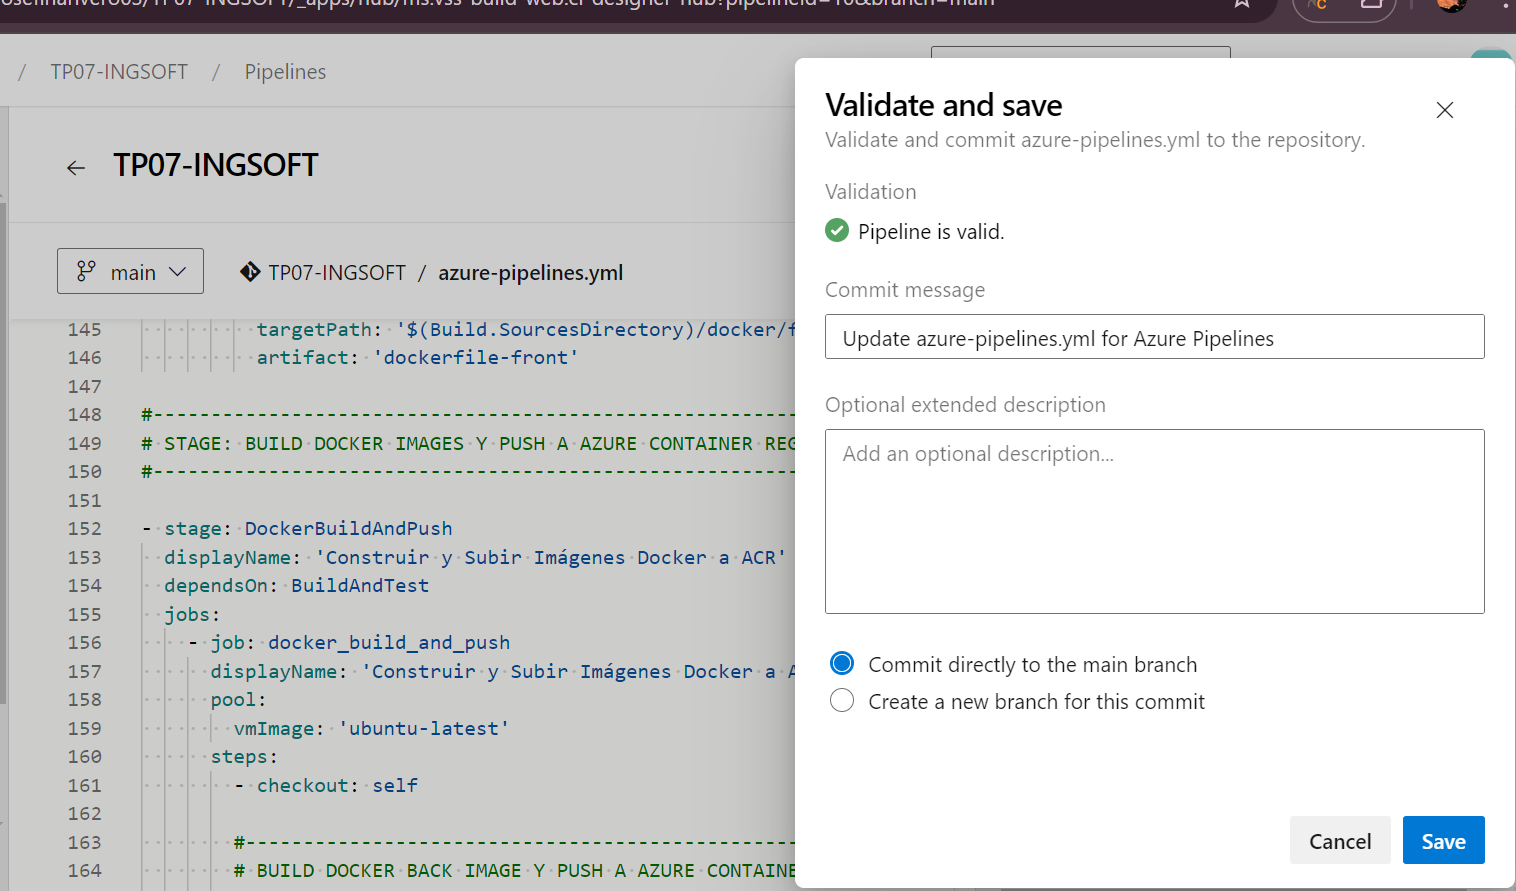 / TP07-INGSOFT / Pipelines
TP07-INGSOFT
main
TP07-INGSOFT / azure-pipelines.yml
145 targetPath: '$(Build.SourcesDirectory)/docker/
146 artifact: 'dockerfile-front'
147
148 #--------------------------------------------------------
149 # STAGE: BUILD DOCKER IMAGES Y PUSH A AZURE CONTAINER REG
150 #--------------------------------------------------------
151
152 - stage: DockerBuildAndPush
153 displayName: 'Construir y Subir Imágenes Docker a ACR'
154 dependsOn: BuildAndTest
155 jobs:
156 - job: docker_build_and_push
157 displayName: 'Construir y Subir Imágenes Docker a A
158 pool:
159 vmImage: 'ubuntu-latest'
160 steps:
161 - checkout: self
162
163 #------------------------------------------------
164 # BUILD DOCKER BACK IMAGE Y PUSH A AZURE CONTAINE
Validate and save
Validate and commit azure-pipelines.yml to the repository.
Validation
Pipeline is valid.
Commit message
Update azure-pipelines.yml for Azure Pipelines
Optional extended description
Add an optional description...
Commit directly to the main branch
Create a new branch for this commit
Cancel
Save